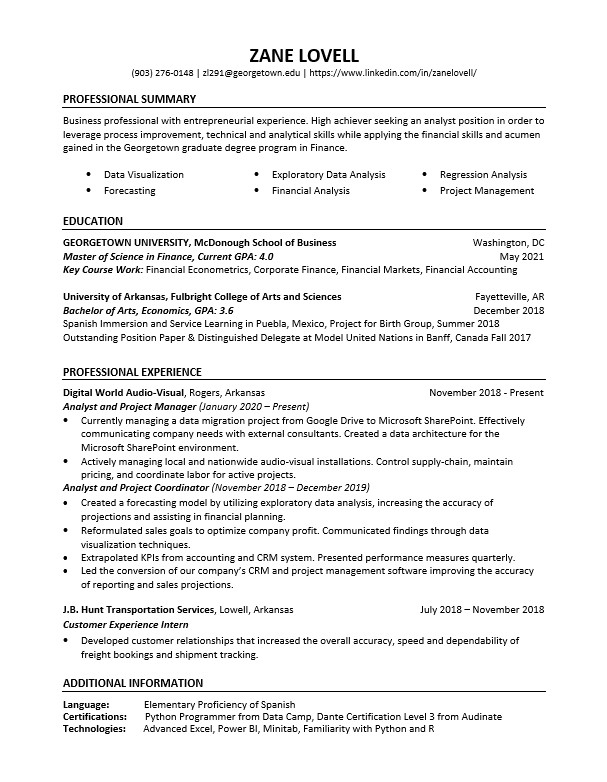 ZANE LOVELL
(903) 276-0148 | zl291@georgetown.edu | https://www.linkedin.com/in/zanelovell/
PROFESSIONAL SUMMARY
Business professional with entrepreneurial experience. High achiever seeking an analyst position in order to
leverage process improvement, technical and analytical skills while applying the financial skills and acumen
gained in the Georgetown graduate degree program in Finance.
• Data Visualization • Exploratory Data Analysis • Regression Analysis
• Forecasting • Financial Analysis • Project Management
EDUCATION
GEORGETOWN UNIVERSITY, McDonough School of Business Washington, DC
Master of Science in Finance, Current GPA: 4.0 May 2021
Key Course Work: Financial Econometrics, Corporate Finance, Financial Markets, Financial Accounting
University of Arkansas, Fulbright College of Arts and Sciences Fayetteville, AR
Bachelor of Arts, Economics, GPA: 3.6 December 2018
Spanish Immersion and Service Learning in Puebla, Mexico, Project for Birth Group, Summer 2018
Outstanding Position Paper & Distinguished Delegate at Model United Nations in Banff, Canada Fall 2017
PROFESSIONAL EXPERIENCE
Digital World Audio-Visual, Rogers, Arkansas November 2018 - Present
Analyst and Project Manager (January 2020 – Present)
• Currently managing a data migration project from Google Drive to Microsoft SharePoint. Effectively
communicating company needs with external consultants. Created a data architecture for the
Microsoft SharePoint environment.
• Actively managing local and nationwide audio-visual installations. Control supply-chain, maintain
pricing, and coordinate labor for active projects.
Analyst and Project Coordinator (November 2018 – December 2019)
• Created a forecasting model by utilizing exploratory data analysis, increasing the accuracy of
projections and assisting in financial planning.
• Reformulated sales goals to optimize company profit. Communicated findings through data
visualization techniques.
• Extrapolated KPIs from accounting and CRM system. Presented performance measures quarterly.
• Led the conversion of our company's CRM and project management software improving the accuracy
of reporting and sales projections.
J.B. Hunt Transportation Services, Lowell, Arkansas July 2018 – November 2018
Customer Experience Intern
• Developed customer relationships that increased the overall accuracy, speed and dependability of
freight bookings and shipment tracking.
ADDITIONAL INFORMATION
Language: Elementary Proficiency of Spanish
Certifications: Python Programmer from Data Camp, Dante Certification Level 3 from Audinate
Technologies: Advanced Excel, Power BI, Minitab, Familiarity with Python and R